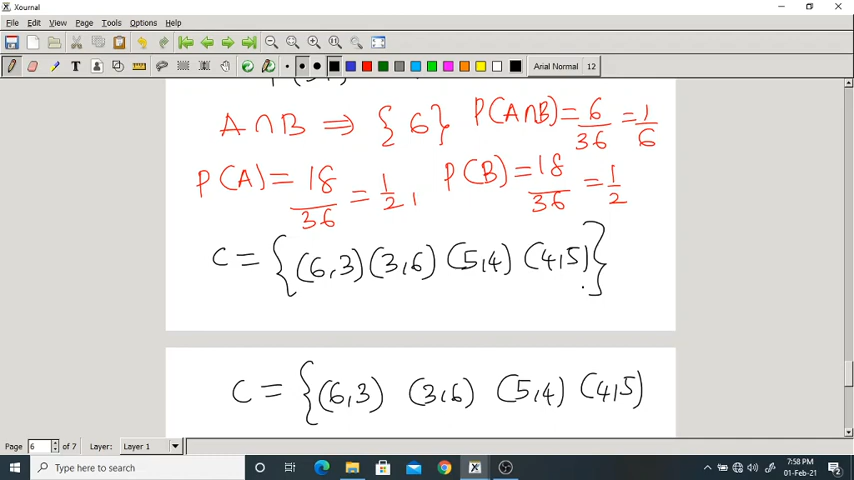 Xournal
File Edit View Page Tools Options Help
Arial Normal 12
A ∩ B ⇒ {6} P(A∩B) = 6/36 = 1/6
P(A) = 18/36 = 1/2, P(B) = 18/36 = 1/2
C = {(6,3)(3,6)(5,4)(4,5)}
C = {(6,3) (3,6) (5,4) (4,5)
Page 6 of 7 Layer: Layer 1
Type here to search
7:58 PM
01-Feb-21